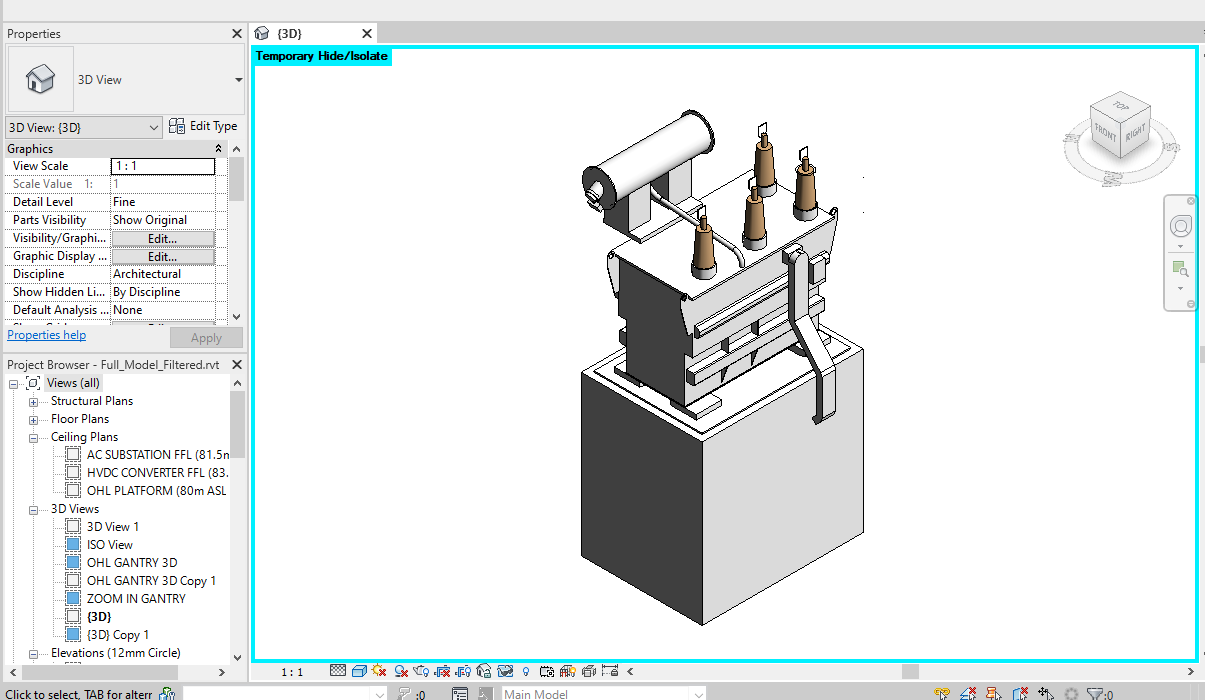 Properties
{3D}
Temporary Hide/Isolate
3D View
3D View: {3D}
Edit Type
Graphics
View Scale 1 : 1
Scale Value 1: 1
Detail Level Fine
Parts Visibility Show Original
Visibility/Graphi... Edit...
Graphic Display ... Edit...
Discipline Architectural
Show Hidden Li... By Discipline
Default Analysis ... None
Properties help
Apply
Project Browser - Full_Model_Filtered.rvt
Views (all)
Structural Plans
Floor Plans
Ceiling Plans
AC SUBSTATION FFL (81.5m
HVDC CONVERTER FFL (83.
OHL PLATFORM (80m ASL
3D Views
3D View 1
ISO View
OHL GANTRY 3D
OHL GANTRY 3D Copy 1
ZOOM IN GANTRY
{3D}
{3D} Copy 1
Elevations (12mm Circle)
TOP
FRONT
RIGHT
W
S
1 : 1
Click to select, TAB for altern
:0
Main Model
:0